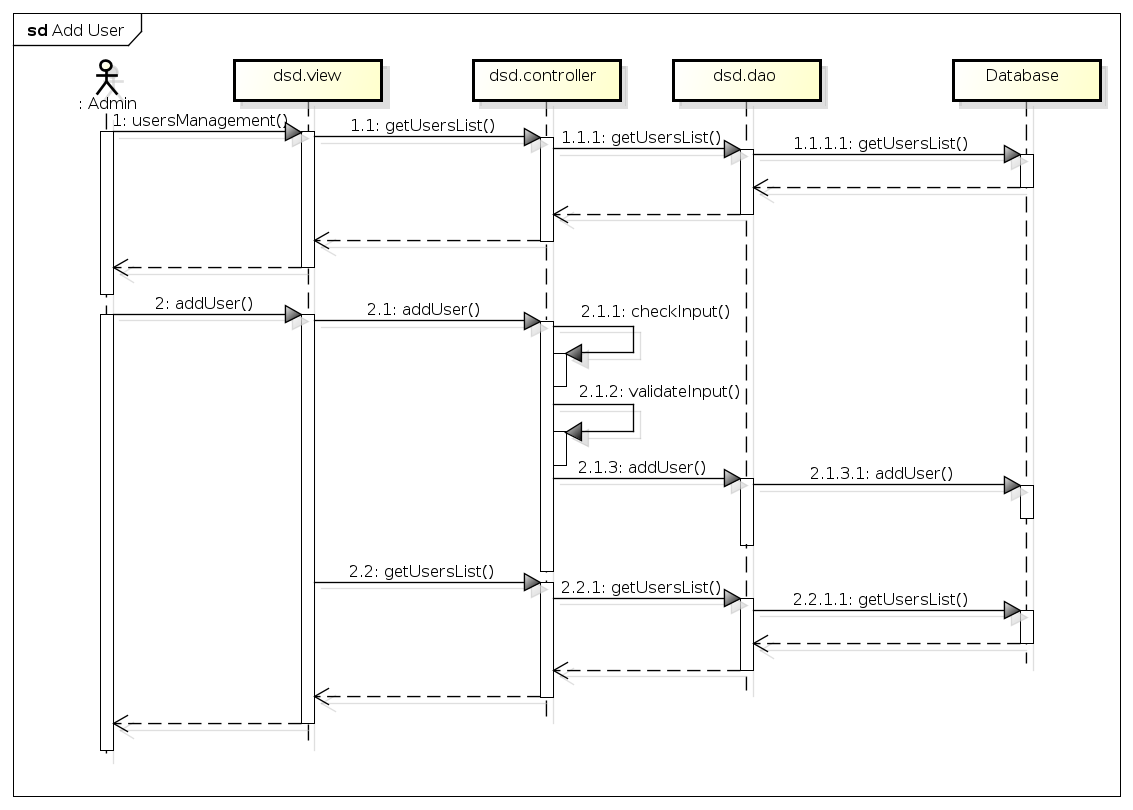 sd Add User
dsd.view
dsd.controller
dsd.dao
Database
: Admin
1: usersManagement()
1.1: getUsersList()
1.1.1: getUsersList()
1.1.1.1: getUsersList()
2: addUser()
2.1: addUser()
2.1.1: checkInput()
2.1.2: validateInput()
2.1.3: addUser()
2.1.3.1: addUser()
2.2: getUsersList()
2.2.1: getUsersList()
2.2.1.1: getUsersList()